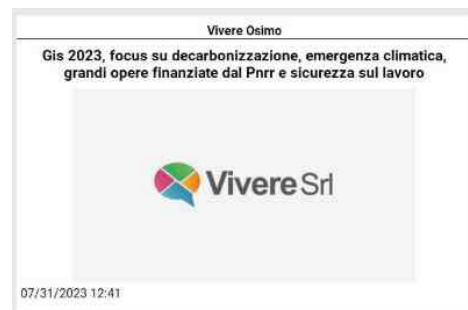 Vivere Osimo
Gis 2023, focus su decarbonizzazione, emergenza climatica,
grandi opere finanziate dal Pnrr e sicurezza sul lavoro
Vivere Srl
07/31/2023 12:41